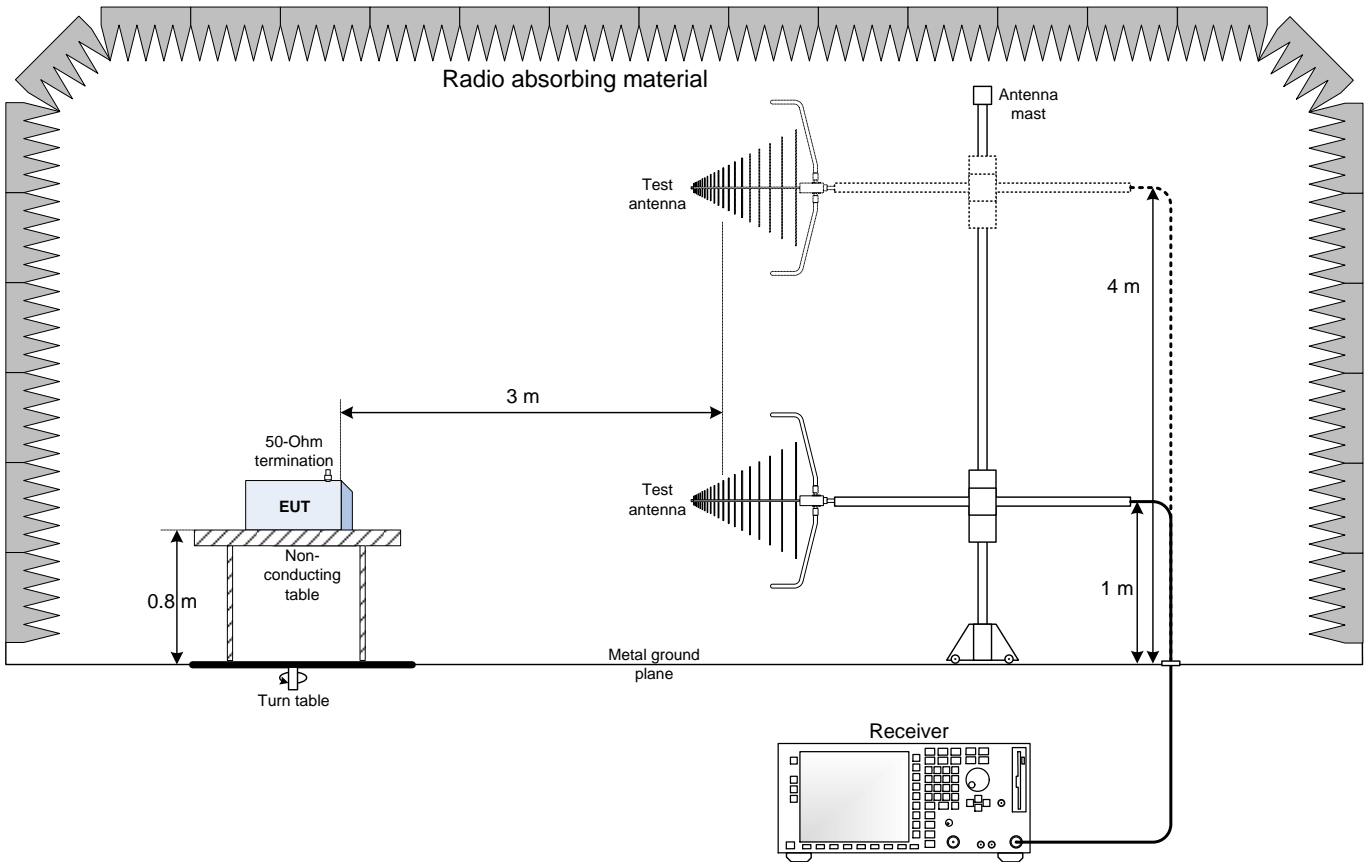 Radio absorbing material
Antenna
mast
Test
antenna
4 m
3 m
50-Ohm
termination
EUT
Test
antenna
Non-
conducting
table
0.8 m
1 m
Metal ground
plane
Turn table
Receiver